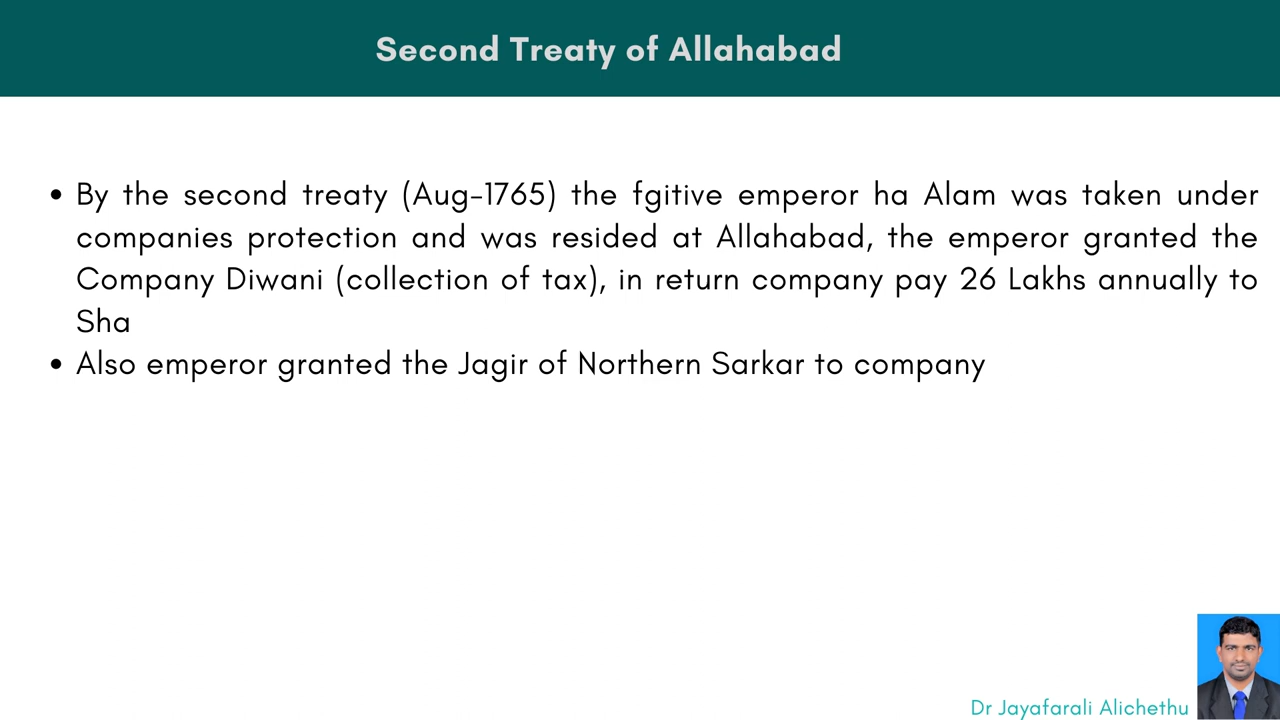 Second Treaty of Allahabad
• By the second treaty (Aug-1765) the fgitive emperor ha Alam was taken under
companies protection and was resided at Allahabad, the emperor granted the
Company Diwani (collection of tax), in return company pay 26 Lakhs annually to
Sha
• Also emperor granted the Jagir of Northern Sarkar to company
Dr Jayafarali Alichethu